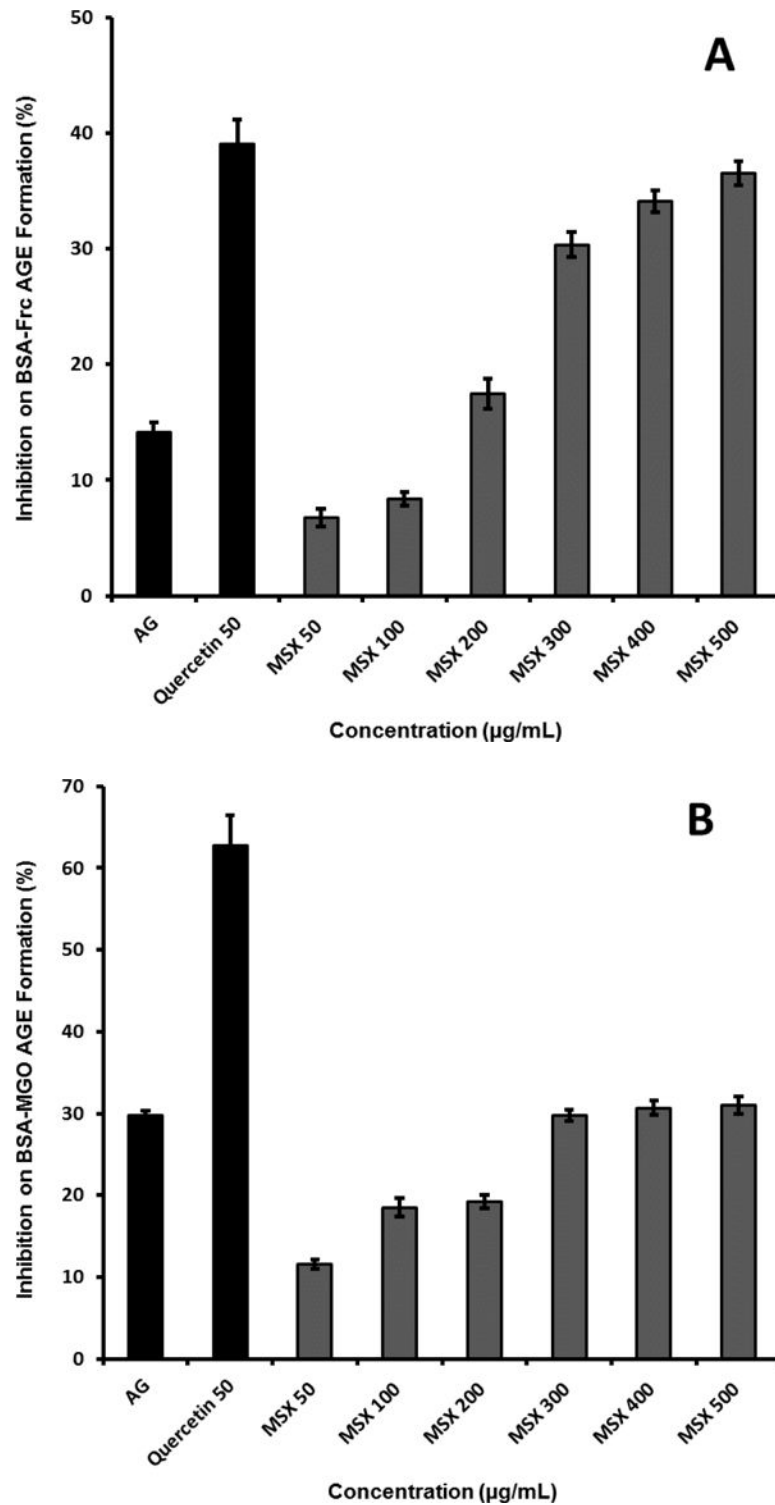 A
Inhibition on BSA-Frc AGE Formation (%)
50
40
30
20
10
0
AG
Quercetin 50
MSX 50
MSX 100
MSX 200
MSX 300
MSX 400
MSX 500
Concentration (µg/mL)
B
Inhibition on BSA-MGO AGE Formation (%)
70
60
50
40
30
20
10
0
AG
Quercetin 50
MSX 50
MSX 100
MSX 200
MSX 300
MSX 400
MSX 500
Concentration (µg/mL)